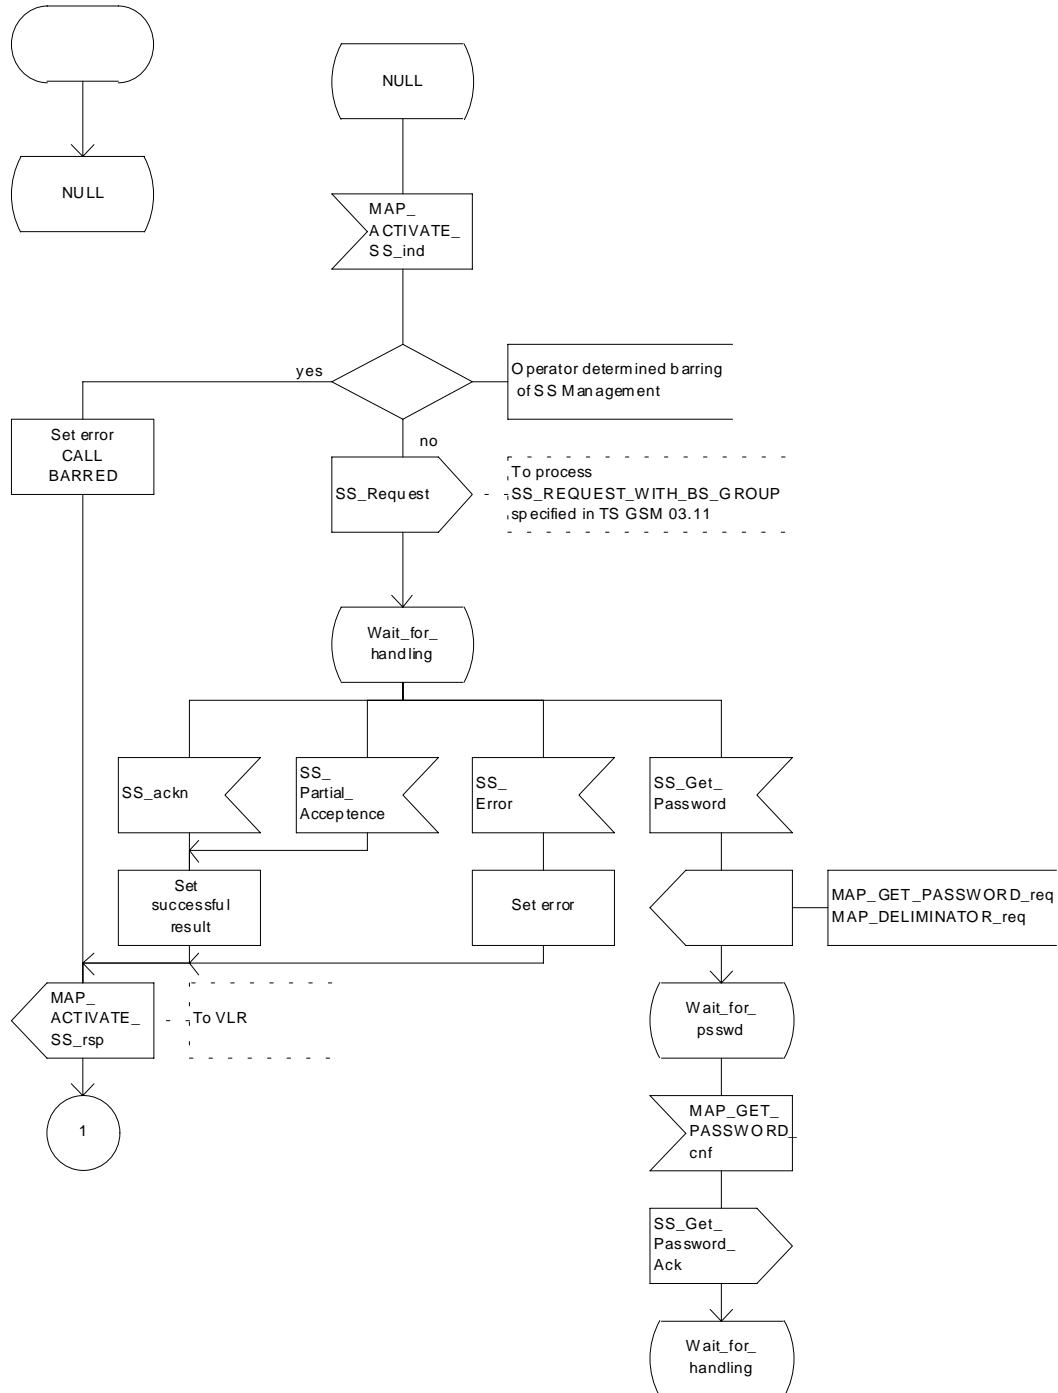 NULL
NULL
MAP_
ACTIVATE_
SS_ind
yes
Operator determined barring
of SS Management
Set error
CALL
BARRED
no
SS_Request
To process
SS_REQUEST_WITH_BS_GROUP
specified in TS GSM 03.11
Wait_for_
handling
SS_ackn
SS_
Partial_
Acceptence
SS_
Error
SS_Get_
Password
Set
successful
result
Set error
MAP_GET_PASSWORD_req
MAP_DELIMINATOR_req
MAP_
ACTIVATE_
SS_rsp
To VLR
Wait_for_
psswd
1
MAP_GET_
PASSWORD_
cnf
SS_Get_
Password_
Ack
Wait_for_
handling